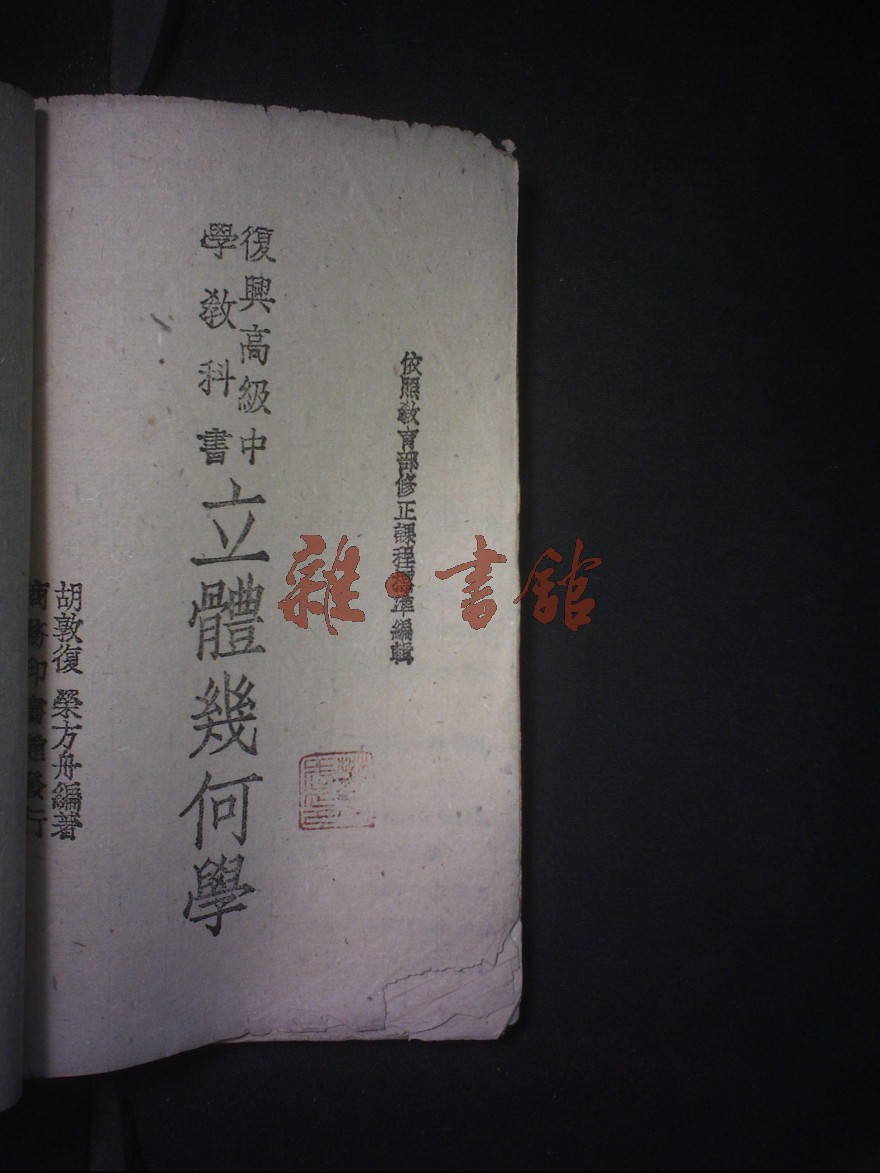 依照教育部修正課程標準編輯
復興高級中
學教科書
立體幾何學
胡敦復 榮方舟編著
商務印書館發行
雜·書館